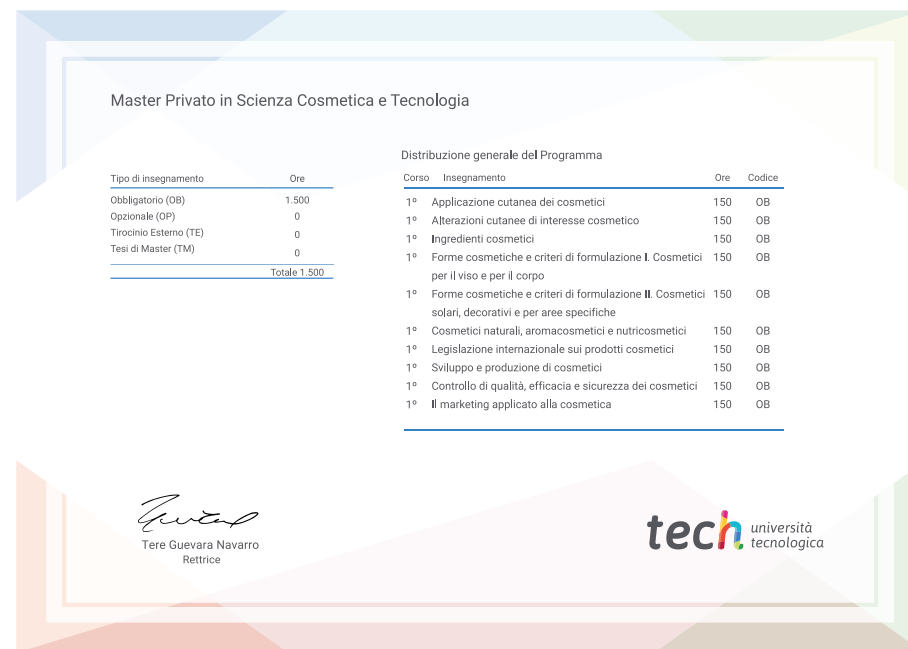 Master Privato in Scienza Cosmetica e Tecnologia
Tipo di insegnamento Ore
Obbligatorio (OB) 1.500
Opzionale (OP) 0
Tirocinio Esterno (TE) 0
Tesi di Master (TM) 0
Totale 1.500
Distribuzione generale del Programma
Corso Insegnamento Ore Codice
1º Applicazione cutanea dei cosmetici 150 OB
1º Alterazioni cutanee di interesse cosmetico 150 OB
1º Ingredienti cosmetici 150 OB
1º Forme cosmetiche e criteri di formulazione I. Cosmetici 150 OB
per il viso e per il corpo
1º Forme cosmetiche e criteri di formulazione II. Cosmetici 150 OB
solari, decorativi e per aree specifiche
1º Cosmetici naturali, aromacosmetici e nutricosmetici 150 OB
1º Legislazione internazionale sui prodotti cosmetici 150 OB
1º Sviluppo e produzione di cosmetici 150 OB
1º Controllo di qualità, efficacia e sicurezza dei cosmetici 150 OB
1º Il marketing applicato alla cosmetica 150 OB
Tere Guevara Navarro
Rettrice
tech università
tecnologica